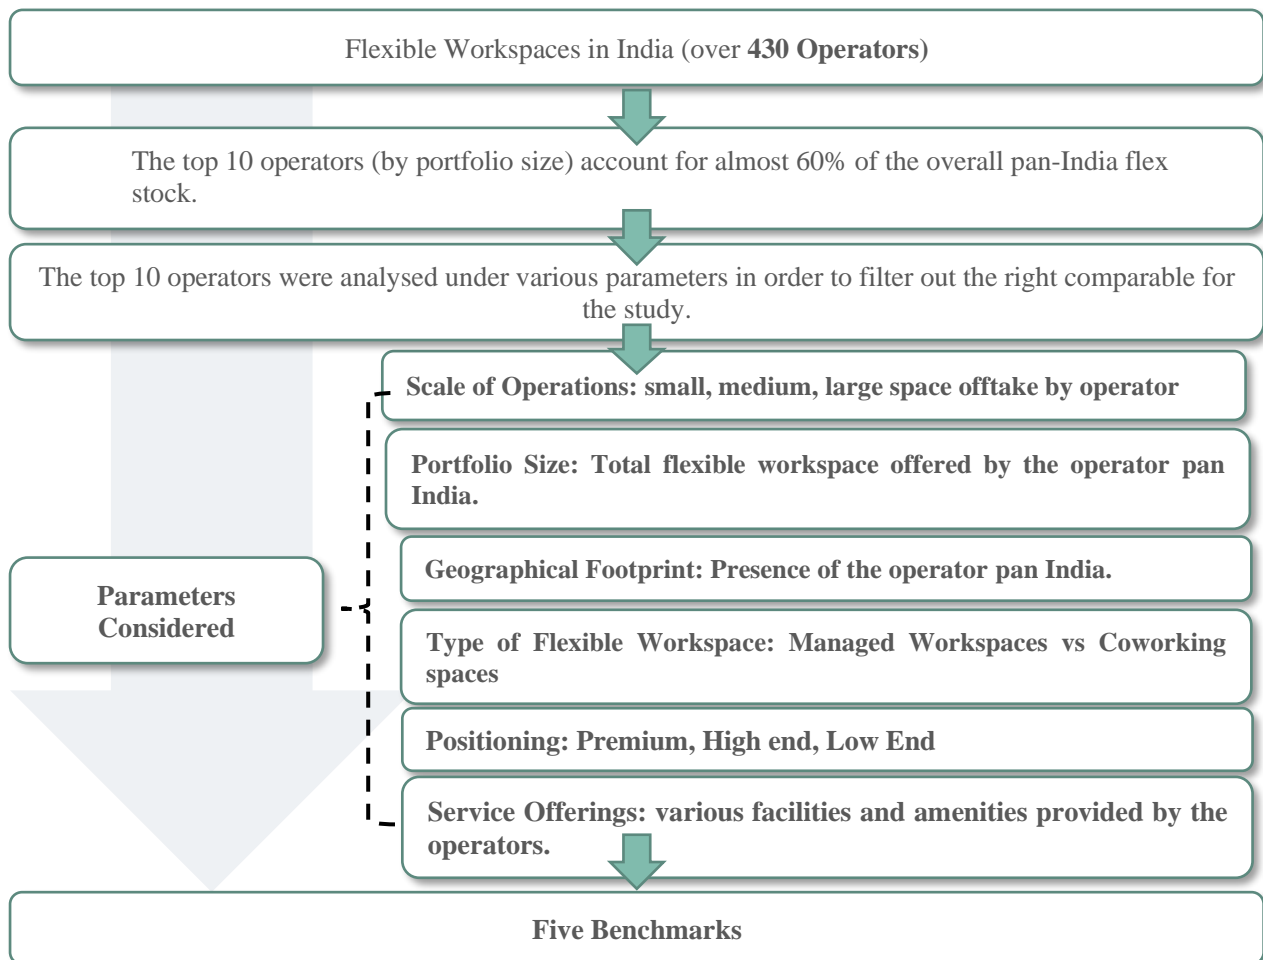 Flexible Workspaces in India (over 430 Operators)
The top 10 operators (by portfolio size) account for almost 60% of the overall pan-India flex
stock.
The top 10 operators were analysed under various parameters in order to filter out the right comparable for
the study.
Scale of Operations: small, medium, large space offtake by operator
Portfolio Size: Total flexible workspace offered by the operator pan
India.
Geographical Footprint: Presence of the operator pan India.
Parameters
Considered
Type of Flexible Workspace: Managed Workspaces vs Coworking
spaces
Positioning: Premium, High end, Low End
Service Offerings: various facilities and amenities provided by the
operators.
Five Benchmarks